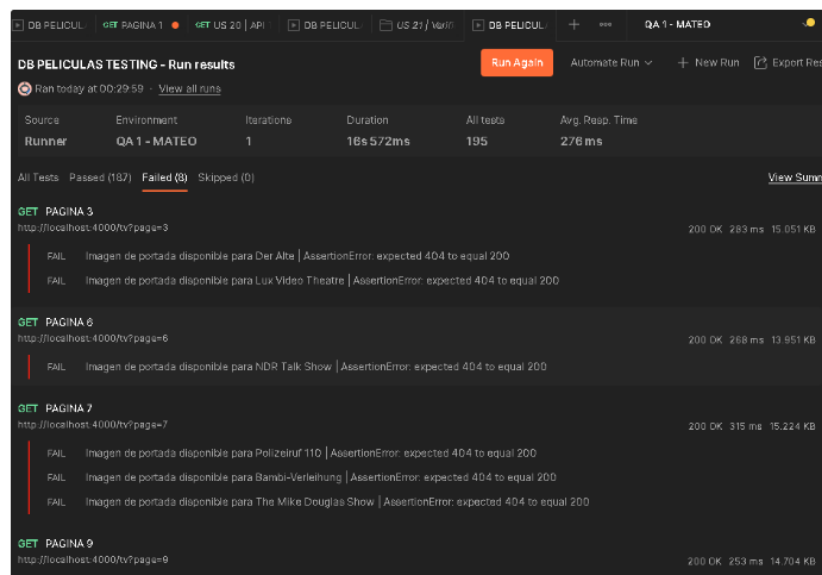 DB PELICUL. GET PAGINA 1 GET US 20 | API DB PELICUL. US 21 / Verifi DB PELICUL. QA 1 - MATEO
DB PELICULAS TESTING - Run results Run Again Automate Run New Run Export Res
Ran today at 00:29:59 · View all runs
Source Environment Iterations Duration All tests Avg. Resp. Time
Runner QA 1 - MATEO 1 16s 572ms 195 276 ms
All Tests Passed (187) Failed (8) Skipped (0) View Summ
GET PAGINA 3
http://localhost:4000/tv?page=3 200 OK 283 ms 15.051 KB
FAIL Imagen de portada disponible para Der Alte | AssertionError: expected 404 to equal 200
FAIL Imagen de portada disponible para Lux Video Theatre | AssertionError: expected 404 to equal 200
GET PAGINA 6
http://localhost:4000/tv?page=6 200 OK 268 ms 13.951 KB
FAIL Imagen de portada disponible para NDR Talk Show | AssertionError: expected 404 to equal 200
GET PAGINA 7
http://localhost:4000/tv?page=7 200 OK 315 ms 15.224 KB
FAIL Imagen de portada disponible para Polizeiruf 110 | AssertionError: expected 404 to equal 200
FAIL Imagen de portada disponible para Bambi-Verleihung | AssertionError: expected 404 to equal 200
FAIL Imagen de portada disponible para The Mike Douglas Show | AssertionError: expected 404 to equal 200
GET PAGINA 9
http://localhost:4000/tv?page=9 200 OK 253 ms 14.704 KB